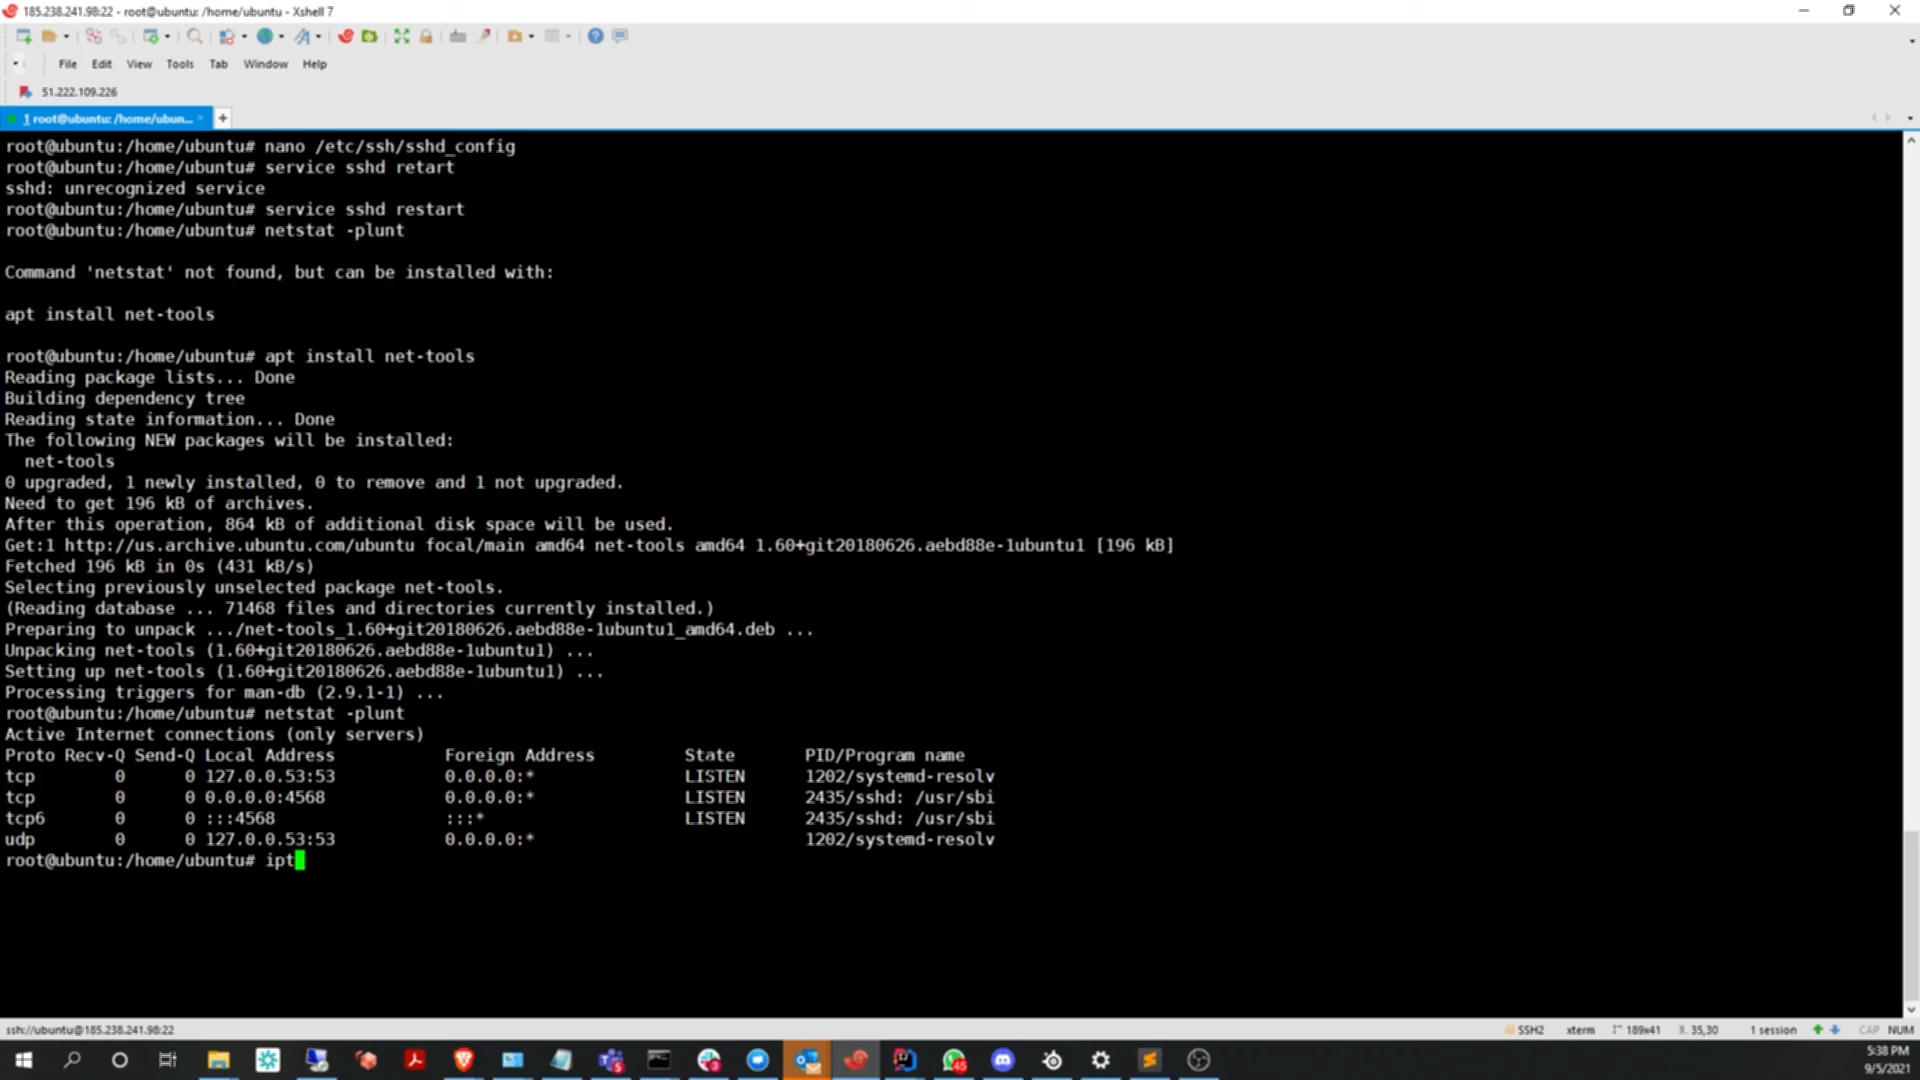 185.238.241.98:22 - root@ubuntu: /home/ubuntu - Xshell 7
File Edit View Tools Tab Window Help
51.222.109.226
1 root@ubuntu: /home/ubun... × +
root@ubuntu:/home/ubuntu# nano /etc/ssh/sshd_config
root@ubuntu:/home/ubuntu# service sshd retart
sshd: unrecognized service
root@ubuntu:/home/ubuntu# service sshd restart
root@ubuntu:/home/ubuntu# netstat -plunt
Command 'netstat' not found, but can be installed with:
apt install net-tools
root@ubuntu:/home/ubuntu# apt install net-tools
Reading package lists... Done
Building dependency tree
Reading state information... Done
The following NEW packages will be installed:
net-tools
0 upgraded, 1 newly installed, 0 to remove and 1 not upgraded.
Need to get 196 kB of archives.
After this operation, 864 kB of additional disk space will be used.
Get:1 http://us.archive.ubuntu.com/ubuntu focal/main amd64 net-tools amd64 1.60+git20180626.aebd88e-1ubuntu1 [196 kB]
Fetched 196 kB in 0s (431 kB/s)
Selecting previously unselected package net-tools.
(Reading database ... 71468 files and directories currently installed.)
Preparing to unpack .../net-tools_1.60+git20180626.aebd88e-1ubuntu1_amd64.deb ...
Unpacking net-tools (1.60+git20180626.aebd88e-1ubuntu1) ...
Setting up net-tools (1.60+git20180626.aebd88e-1ubuntu1) ...
Processing triggers for man-db (2.9.1-1) ...
root@ubuntu:/home/ubuntu# netstat -plunt
Active Internet connections (only servers)
Proto Recv-Q Send-Q Local Address Foreign Address State PID/Program name
tcp 0 0 127.0.0.53:53 0.0.0.0:* LISTEN 1202/systemd-resolv
tcp 0 0 0.0.0.0:4568 0.0.0.0:* LISTEN 2435/sshd: /usr/sbi
tcp6 0 0 :::4568 :::* LISTEN 2435/sshd: /usr/sbi
udp 0 0 127.0.0.53:53 0.0.0.0:* 1202/systemd-resolv
root@ubuntu:/home/ubuntu# ipt
ssh://ubuntu@185.238.241.98:22 SSH2 xterm 189x41 35,30 1 session CAP NUM
5:38 PM
9/5/2021